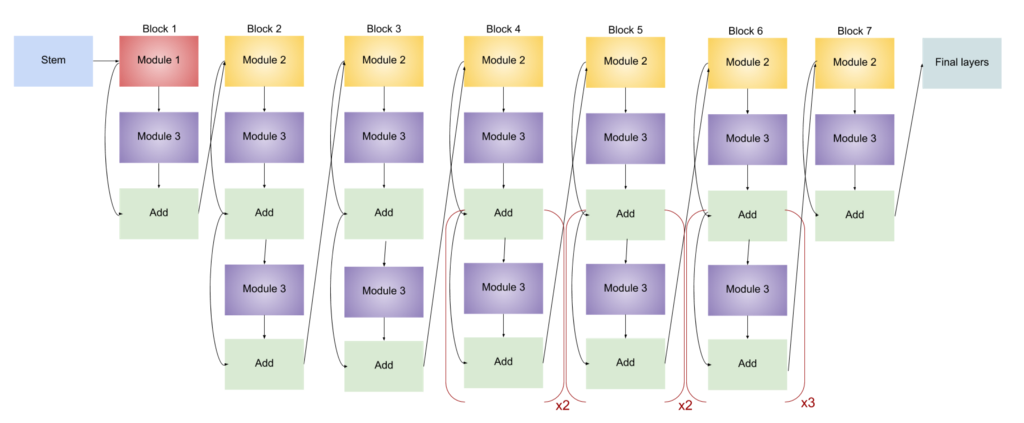 Block 1
Block 2
Block 3
Block 4
Block 5
Block 6
Block 7
Stem
Module 1
Module 2
Module 2
Module 2
Module 2
Module 2
Module 2
Final layers
Module 3
Module 3
Module 3
Module 3
Module 3
Module 3
Module 3
Add
Add
Add
Add
Add
Add
Add
Module 3
Module 3
Module 3
Module 3
Module 3
Add
Add
Add
Add
Add
x2
x2
x3